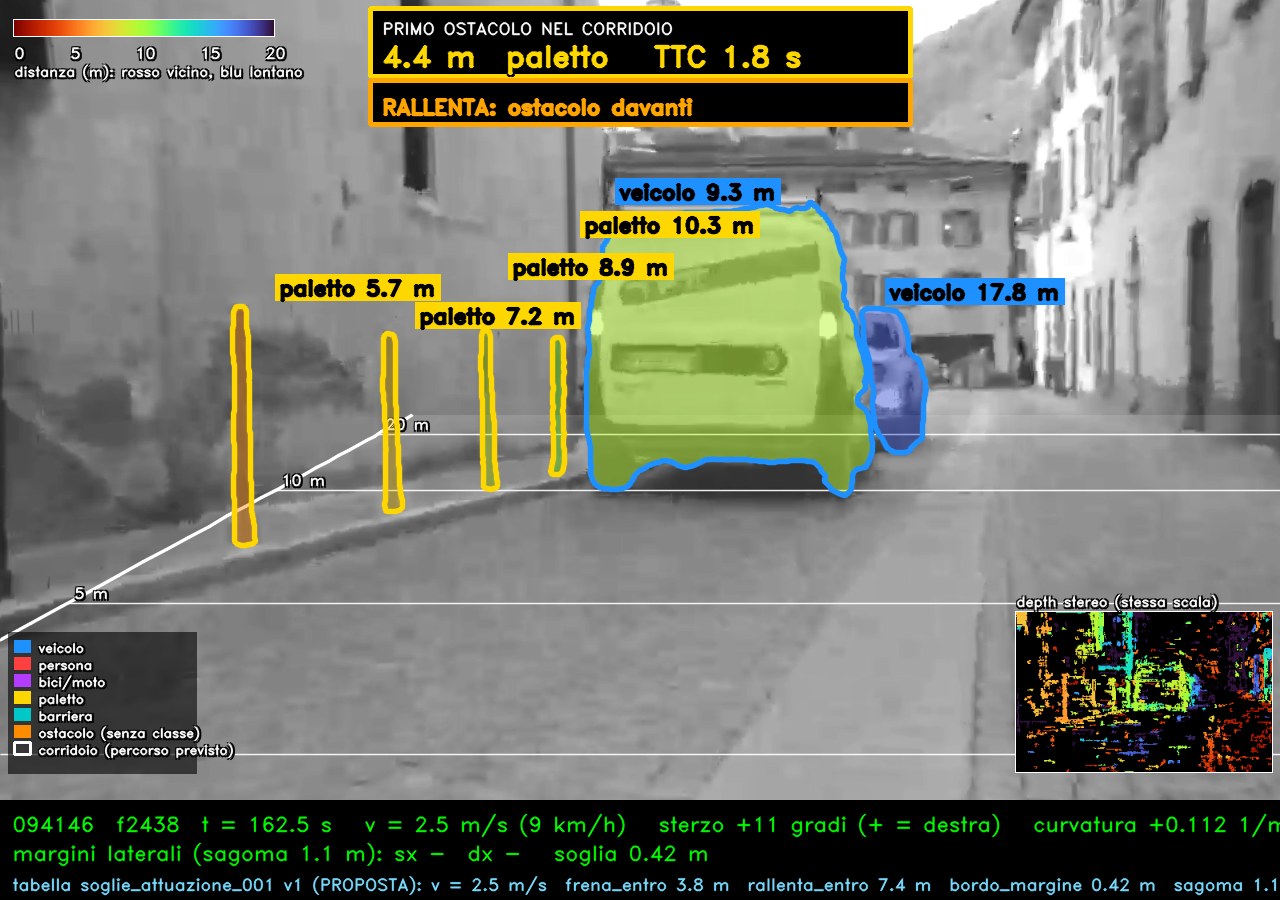 PRIMO OSTACOLO NEL CORRIDOIO
4.4 m paletto TTC 1.8 s
RALLENTA: ostacolo davanti
0 5 10 15 20
distanza (m): rosso vicino, blu lontano
veicolo 9.3 m
paletto 10.3 m
paletto 8.9 m
paletto 5.7 m
veicolo 17.8 m
paletto 7.2 m
20 m
10 m
5 m
depth stereo (stessa scala)
veicolo
persona
bici/moto
paletto
barriera
ostacolo (senza classe)
corridoio (percorso previsto)
094146 f2438 t = 162.5 s v = 2.5 m/s (9 km/h) sterzo +11 gradi (+ = destra) curvatura +0.112 1/m
margini laterali (sagoma 1.1 m): sx - dx - soglia 0.42 m
tabella soglie_attuazione_001 v1 (PROPOSTA): v = 2.5 m/s frena_entro 3.8 m rallenta_entro 7.4 m bordo_margine 0.42 m sagoma 1.1